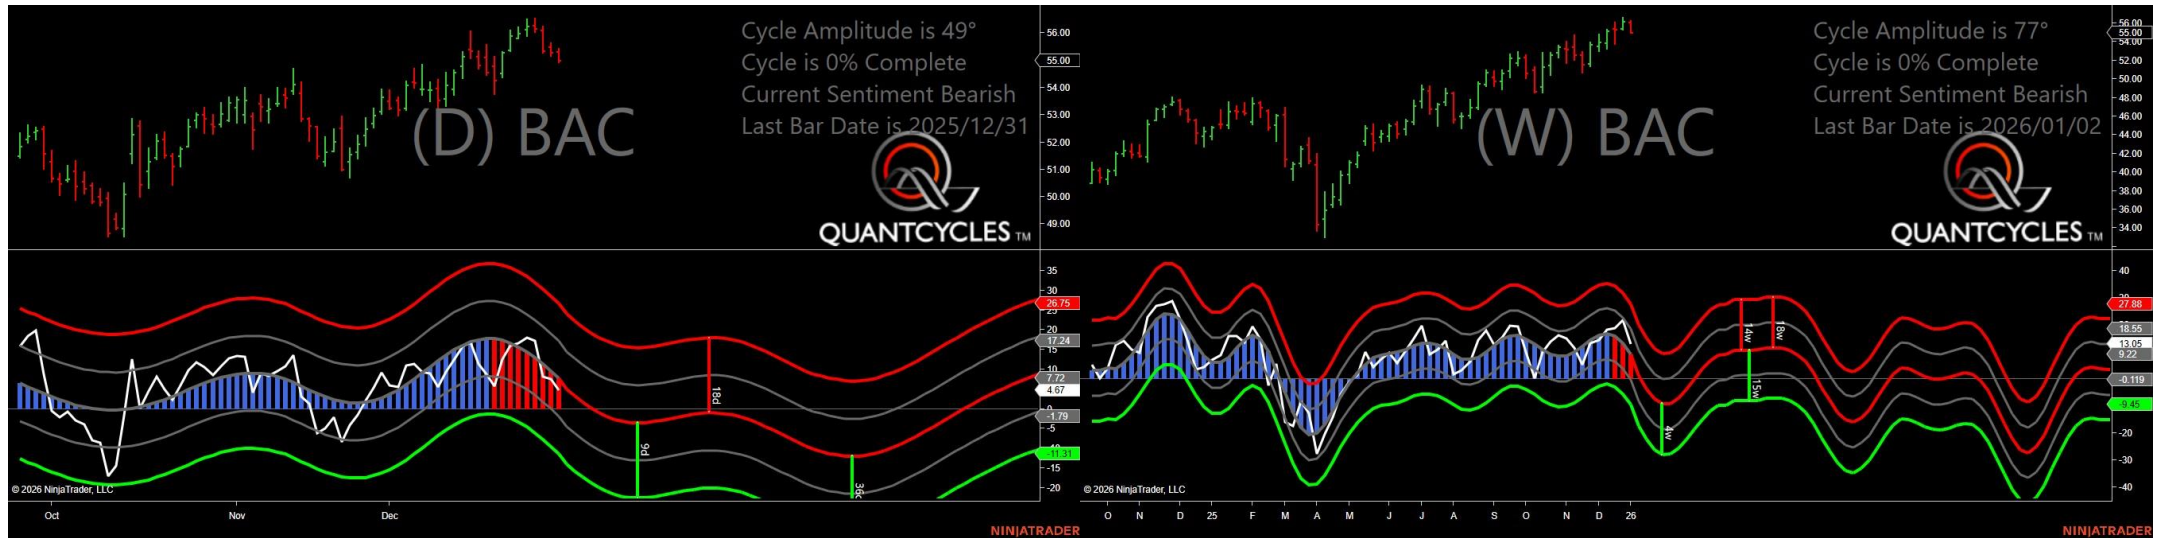 Cycle Amplitude is 49°
Cycle is 0% Complete
Current Sentiment Bearish
Last Bar Date is 2025/12/31
(D) BAC
QUANTCYCLES TM
56.00
55.00
54.00
53.00
52.00
51.00
50.00
49.00
35
30
26.75
25
20
17.24
15
10
7.72
4.67
0
-1.79
-5
-11.31
-15
-20
18d
9d
© 2026 NinjaTrader, LLC
Oct Nov Dec
NINJATRADER
Cycle Amplitude is 77°
Cycle is 0% Complete
Current Sentiment Bearish
Last Bar Date is 2026/01/02
(W) BAC
QUANTCYCLES TM
56.00
55.00
54.00
52.00
50.00
48.00
46.00
44.00
42.00
40.00
38.00
36.00
34.00
40
27.88
18.55
13.05
9.22
-0.119
-9.45
-20
-30
-40
14w
18w
15w
4w
© 2026 NinjaTrader, LLC
O N D 25 F M A M J J A S O N D 26
NINJATRADER